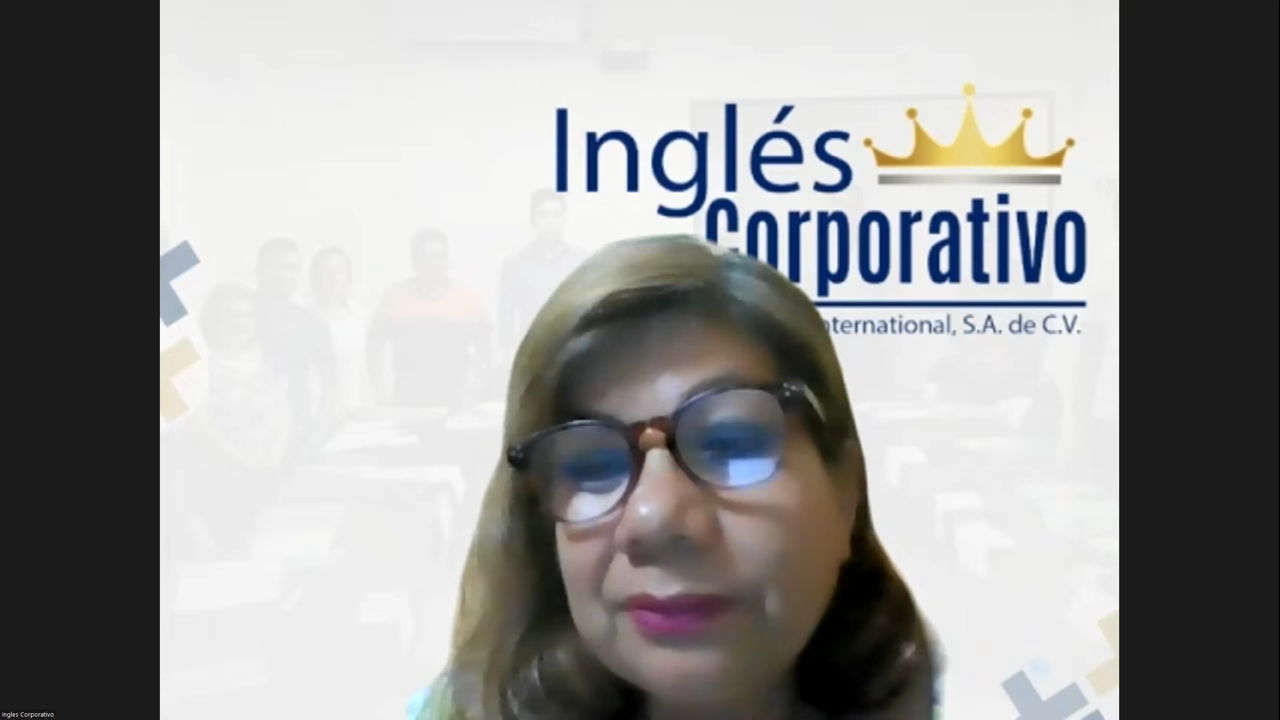 Inglés
Corporativo
International, S.A. de C.V.
Ingles Corporativo